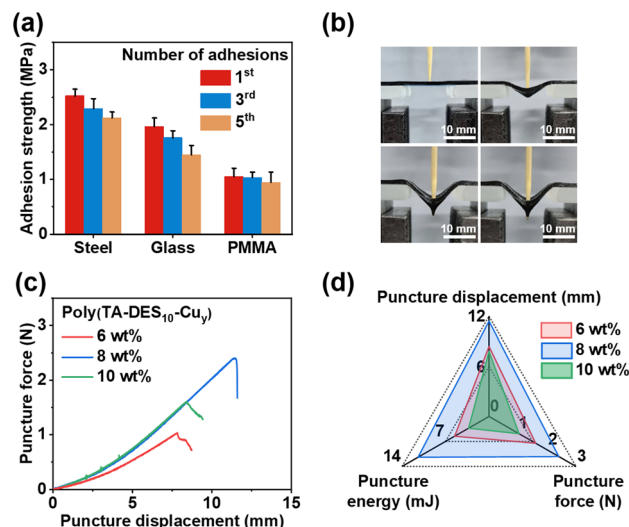 (a)
Adhesion strength (MPa)
3
2
1
0
Number of adhesions
1st
3rd
5th
Steel
Glass
PMMA
(b)
10 mm
10 mm
10 mm
10 mm
(c)
Puncture force (N)
3
2
1
0
Poly(TA-DES10-Cuy)
6 wt%
8 wt%
10 wt%
0
5
10
15
Puncture displacement (mm)
(d)
Puncture displacement (mm)
12
6
0
7
14
1
2
3
6 wt%
8 wt%
10 wt%
Puncture
energy (mJ)
Puncture
force (N)